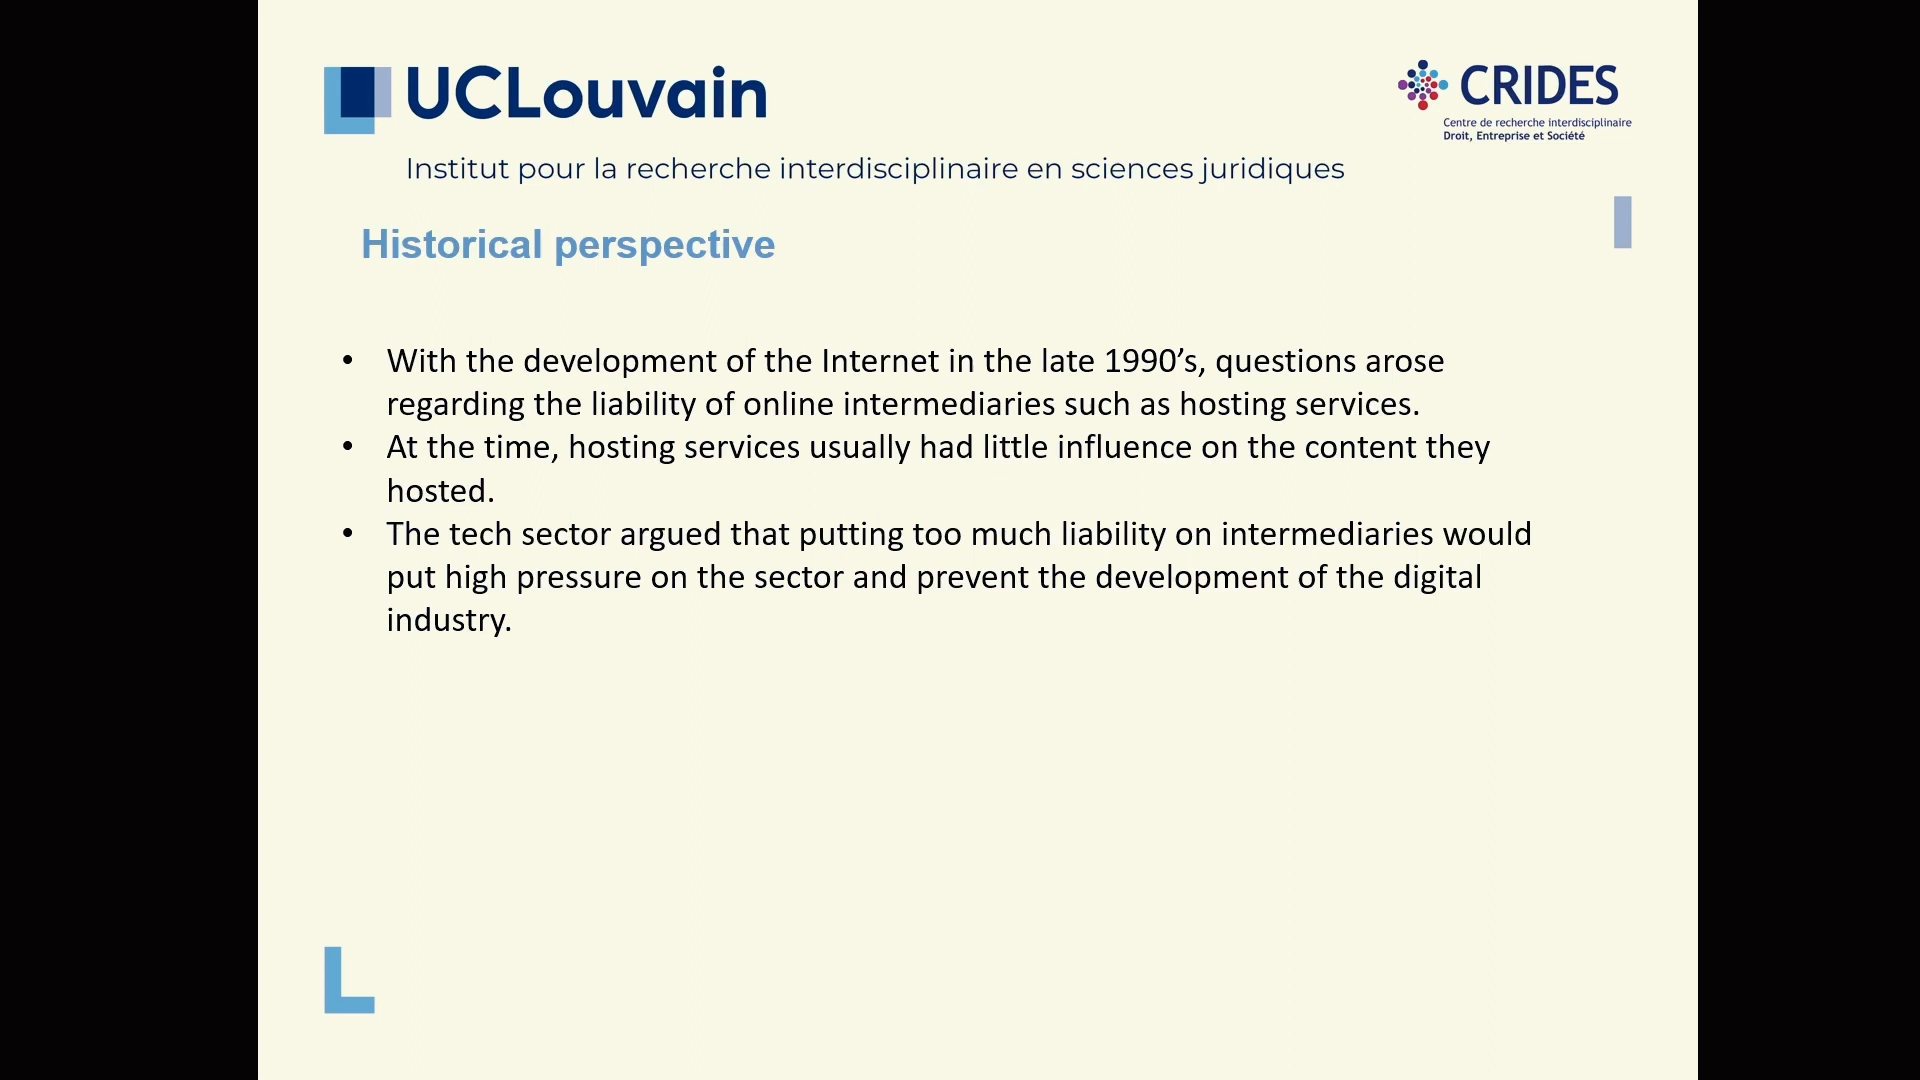 UCLouvain
CRIDES
Centre de recherche interdisciplinaire
Droit, Entreprise et Société
Institut pour la recherche interdisciplinaire en sciences juridiques
Historical perspective
• With the development of the Internet in the late 1990’s, questions arose
regarding the liability of online intermediaries such as hosting services.
• At the time, hosting services usually had little influence on the content they
hosted.
• The tech sector argued that putting too much liability on intermediaries would
put high pressure on the sector and prevent the development of the digital
industry.